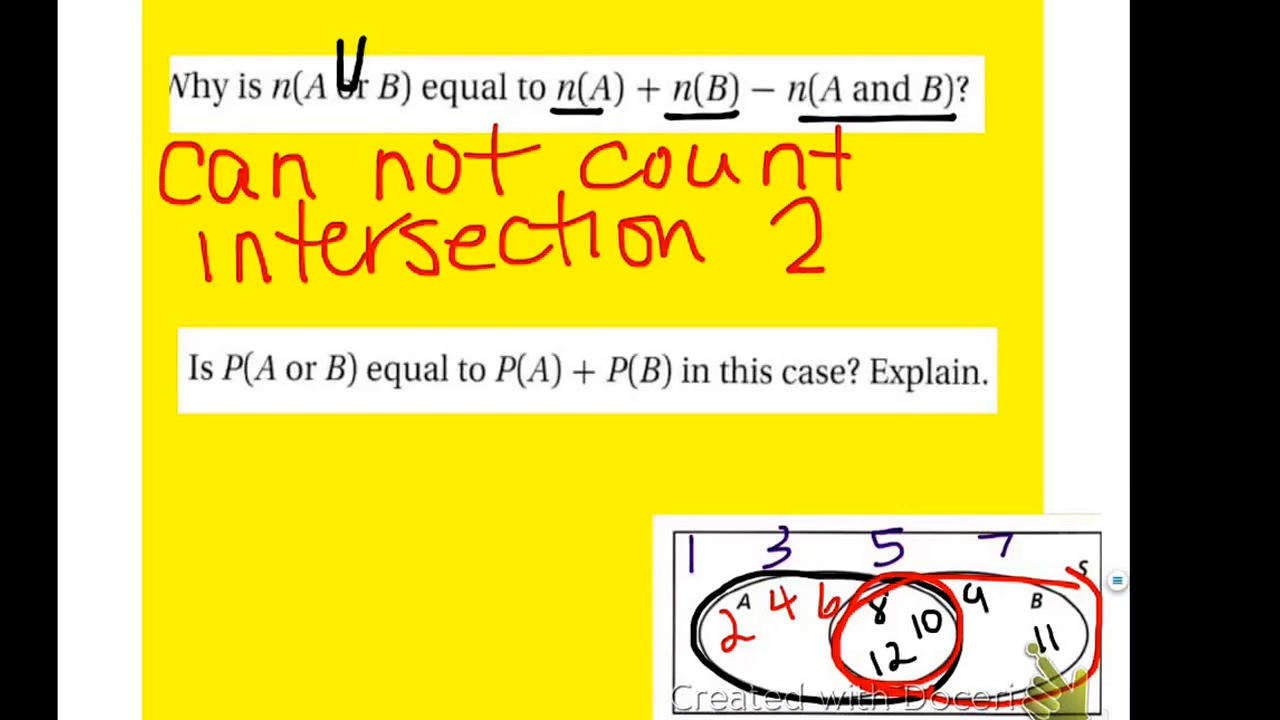 Why is n(A or B) equal to n(A) + n(B) − n(A and B)?
U
can not count
intersection 2
Is P(A or B) equal to P(A) + P(B) in this case? Explain.
1 3 5 7
S
A 4 6 8 9 B
2 10 11
12
Created with Doceri